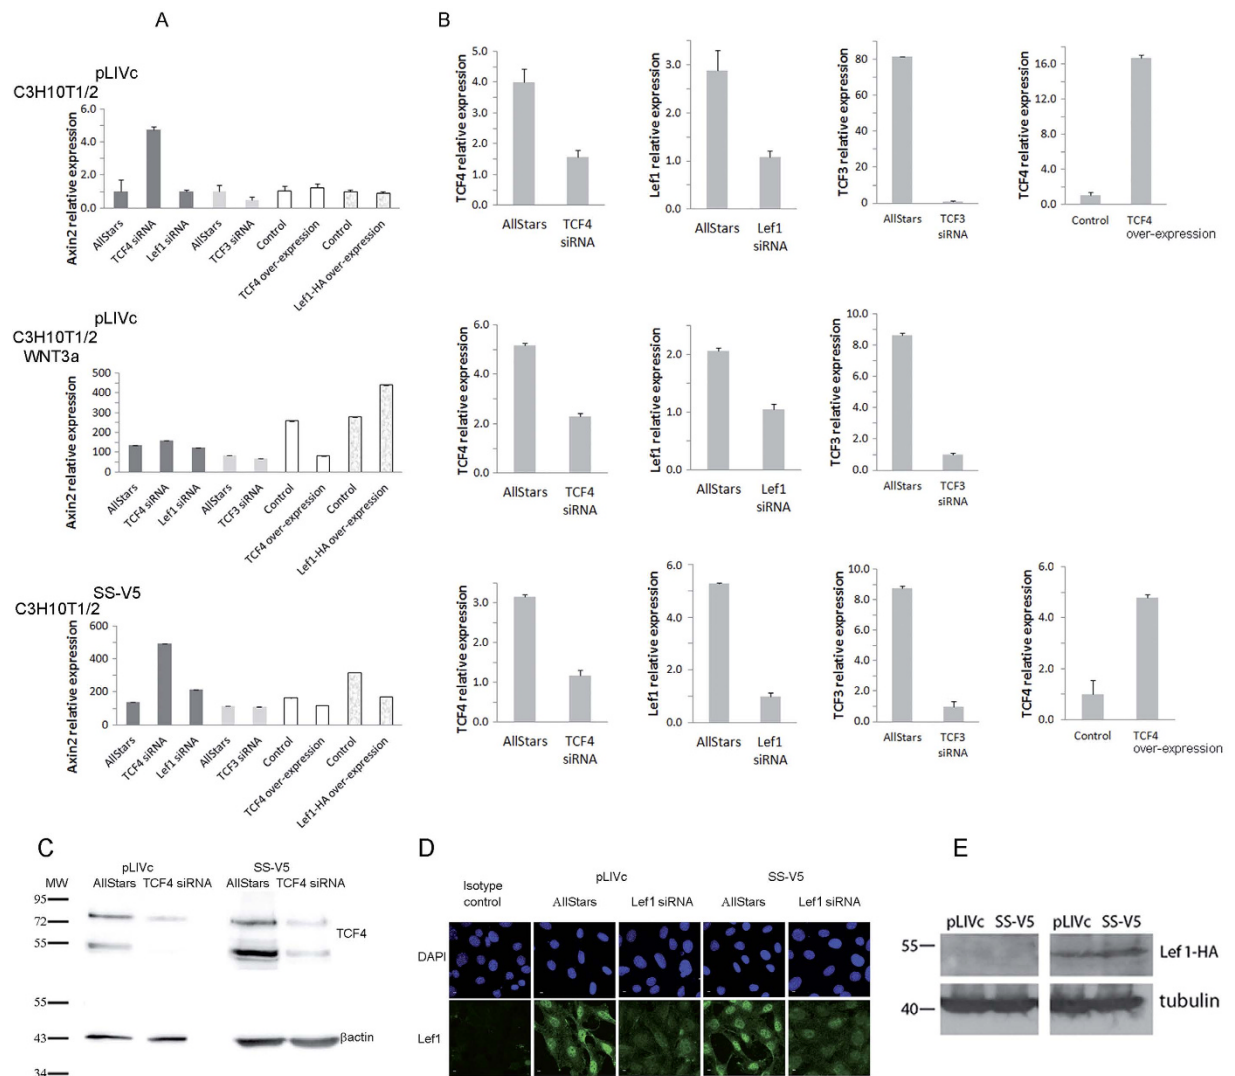 A
B
pLIVc
C3H10T1/2
Axin2 relative expression
6.0
4.0
2.0
0.0
AllStars
TCF4 siRNA
Lef1 siRNA
AllStars
TCF3 siRNA
Control
TCF4 over-expression
Control
Lef1-HA over-expression
TCF4 relative expression
5.0
4.0
3.0
2.0
1.0
0.0
AllStars
TCF4
siRNA
Lef1 relative expression
3.0
2.0
1.0
0.0
AllStars
Lef1
siRNA
TCF3 relative expression
80
60
40
20
0
AllStars
TCF3
siRNA
TCF4 relative expression
16.0
12.0
8.0
4.0
0.0
Control
TCF4
over-expression
pLIVc
C3H10T1/2
WNT3a
Axin2 relative expression
500
400
300
200
100
0
AllStars
TCF4 siRNA
Lef1 siRNA
AllStars
TCF3 siRNA
Control
TCF4 over-expression
Control
Lef1-HA over-expression
TCF4 relative expression
6.0
4.0
2.0
0.0
AllStars
TCF4
siRNA
Lef1 relative expression
2.0
1.0
0.0
AllStars
Lef1
siRNA
TCF3 relative expression
10.0
8.0
6.0
4.0
2.0
0.0
AllStars
TCF3
siRNA
SS-V5
C3H10T1/2
Axin2 relative expression
600
400
200
0
AllStars
TCF4 siRNA
Lef1 siRNA
AllStars
TCF3 siRNA
Control
TCF4 over-expression
Control
Lef1-HA over-expression
TCF4 relative expression
3.0
2.0
1.0
0.0
AllStars
TCF4
siRNA
Lef1 relative expression
6.0
4.0
2.0
0.0
AllStars
Lef1
siRNA
TCF3 relative expression
10.0
8.0
6.0
4.0
2.0
0.0
AllStars
TCF3
siRNA
TCF4 relative expression
6.0
4.0
2.0
0.0
Control
TCF4
over-expression
C
pLIVc SS-V5
MW AllStars TCF4 siRNA AllStars TCF4 siRNA
95
72
55
TCF4
55
43
34
βactin
D
pLIVc SS-V5
Isotype
control
AllStars Lef1 siRNA AllStars Lef1 siRNA
DAPI
Lef1
E
pLIVc SS-V5 pLIVc SS-V5
55 Lef1-HA
40 tubulin